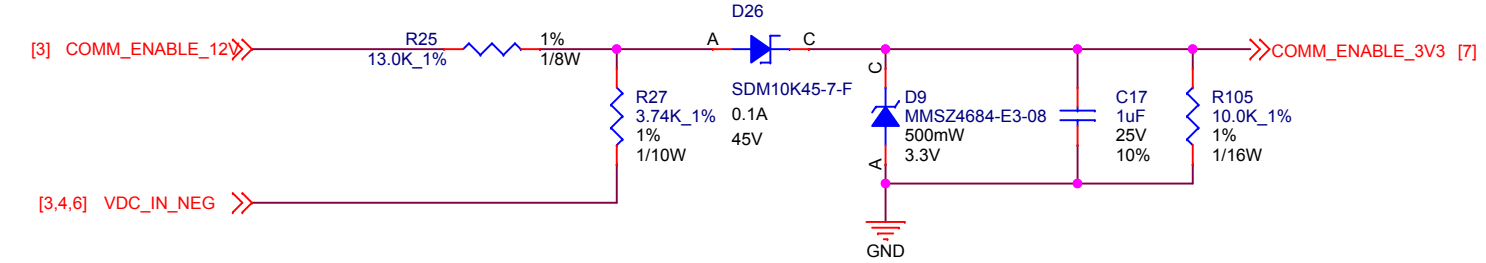 D26
[3] COMM_ENABLE_12V
R25
13.0K_1%
1%
1/8W
A
C
SDM10K45-7-F
0.1A
45V
COMM_ENABLE_3V3 [7]
R27
3.74K_1%
1%
1/10W
C
D9
MMSZ4684-E3-08
500mW
3.3V
A
C17
1uF
25V
10%
R105
10.0K_1%
1%
1/16W
[3,4,6] VDC_IN_NEG
GND